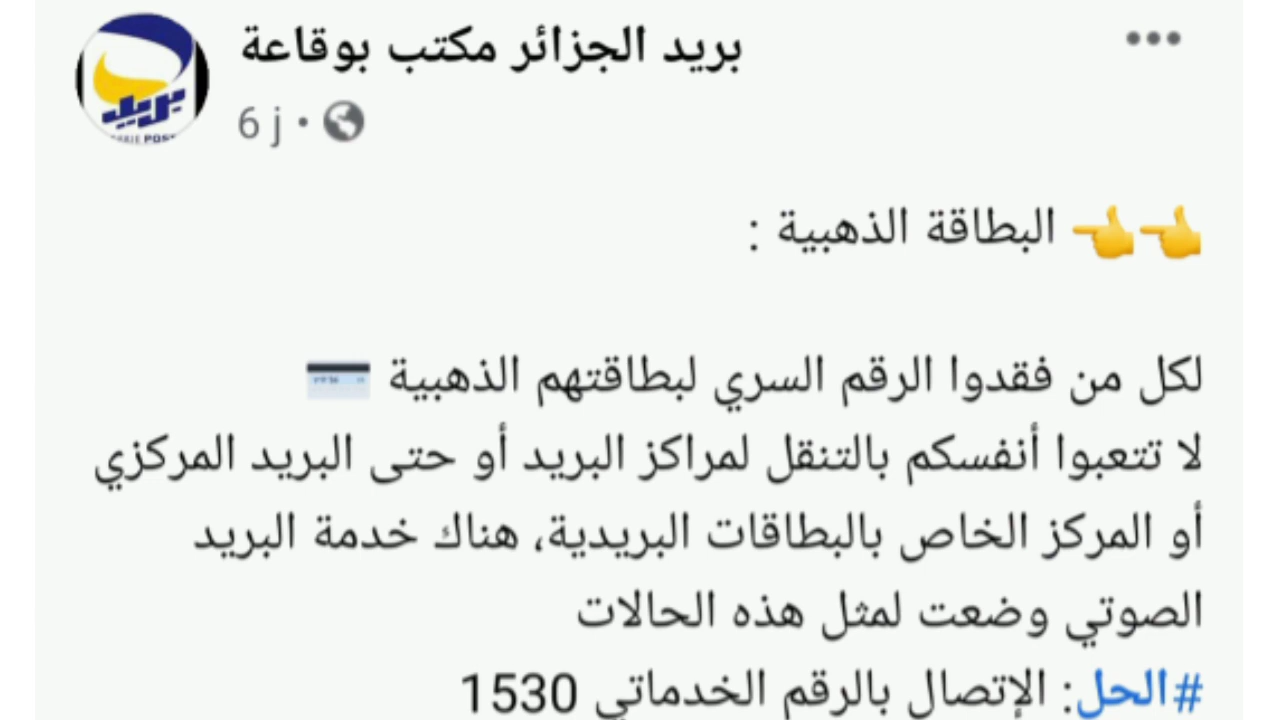 بريد الجزائر مكتب بوقاعة
6 j
بريد
POST
البطاقة الذهبية :
لكل من فقدوا الرقم السري لبطاقتهم الذهبية
لا تتعبوا أنفسكم بالتنقل لمراكز البريد أو حتى البريد المركزي
أو المركز الخاص بالبطاقات البريدية، هناك خدمة البريد
الصوتي وضعت لمثل هذه الحالات
#الحل: الإتصال بالرقم الخدماتي 1530